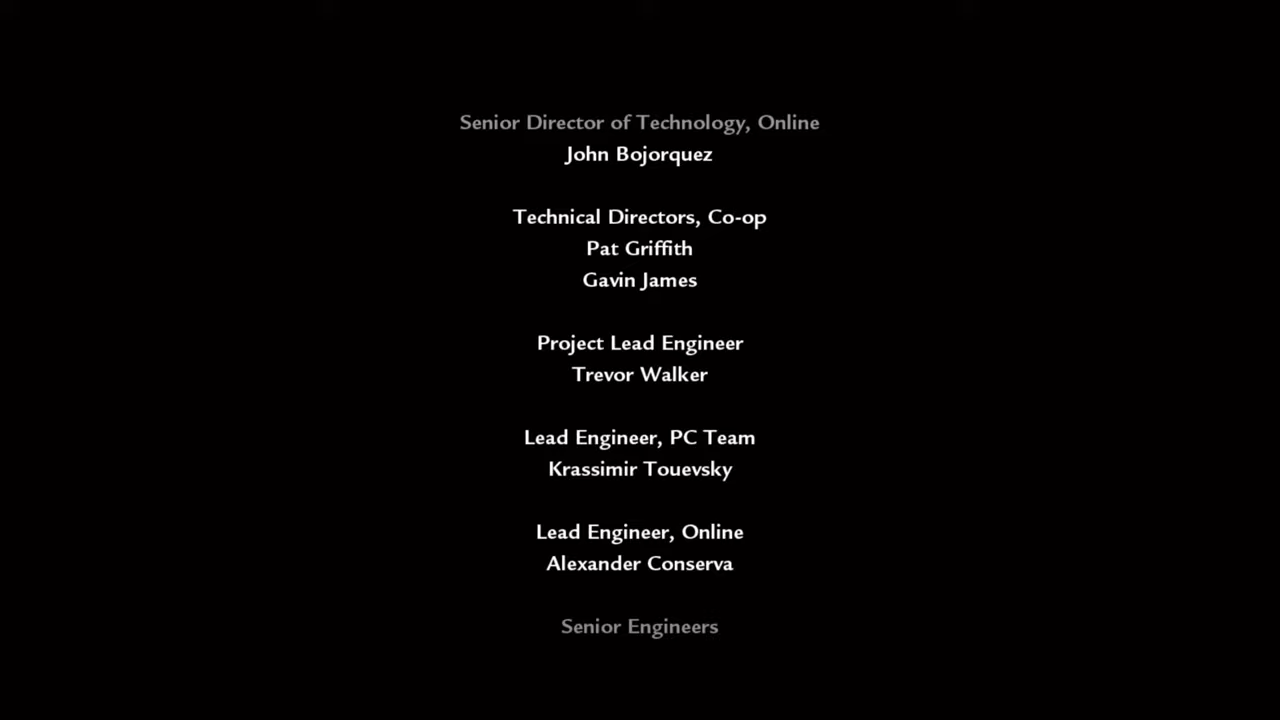 Senior Director of Technology, Online
John Bojorquez
Technical Directors, Co-op
Pat Griffith
Gavin James
Project Lead Engineer
Trevor Walker
Lead Engineer, PC Team
Krassimir Touevsky
Lead Engineer, Online
Alexander Conserva
Senior Engineers